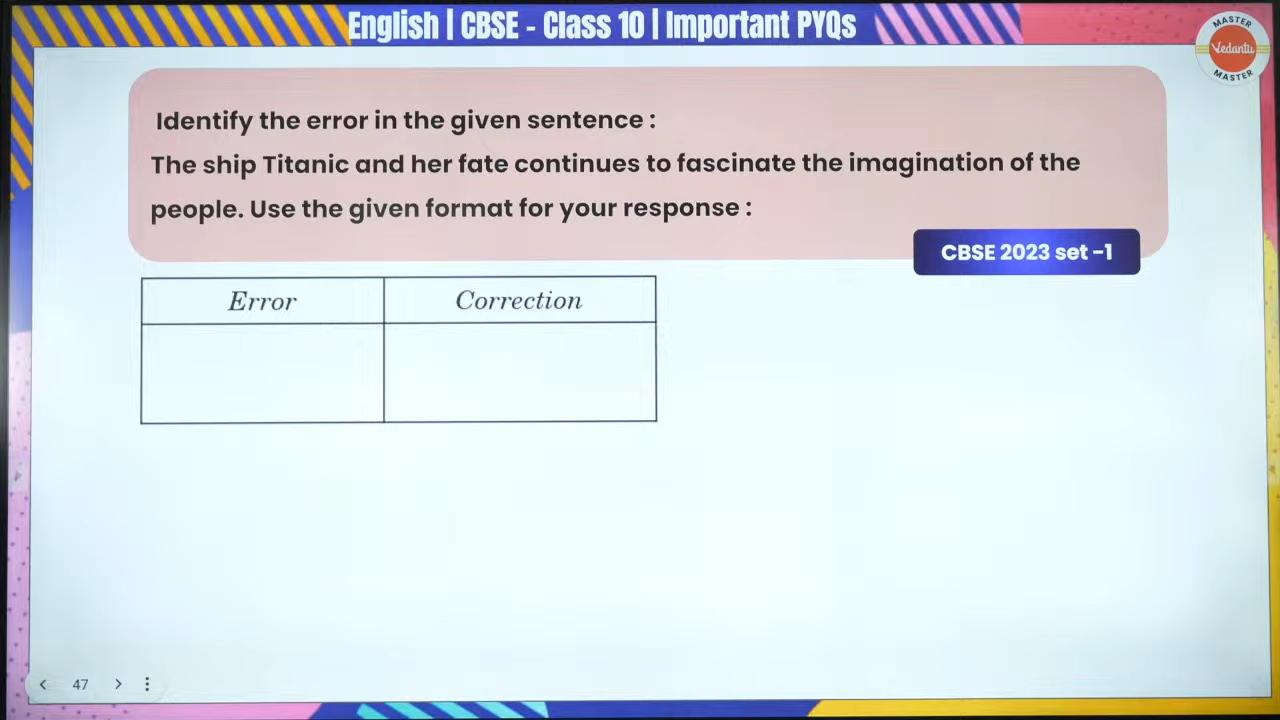 English | CBSE - Class 10 | Important PYQs
MASTER
Vedantu
MASTER
Identify the error in the given sentence :
The ship Titanic and her fate continues to fascinate the imagination of the
people. Use the given format for your response :
CBSE 2023 set -1
Error
Correction
47